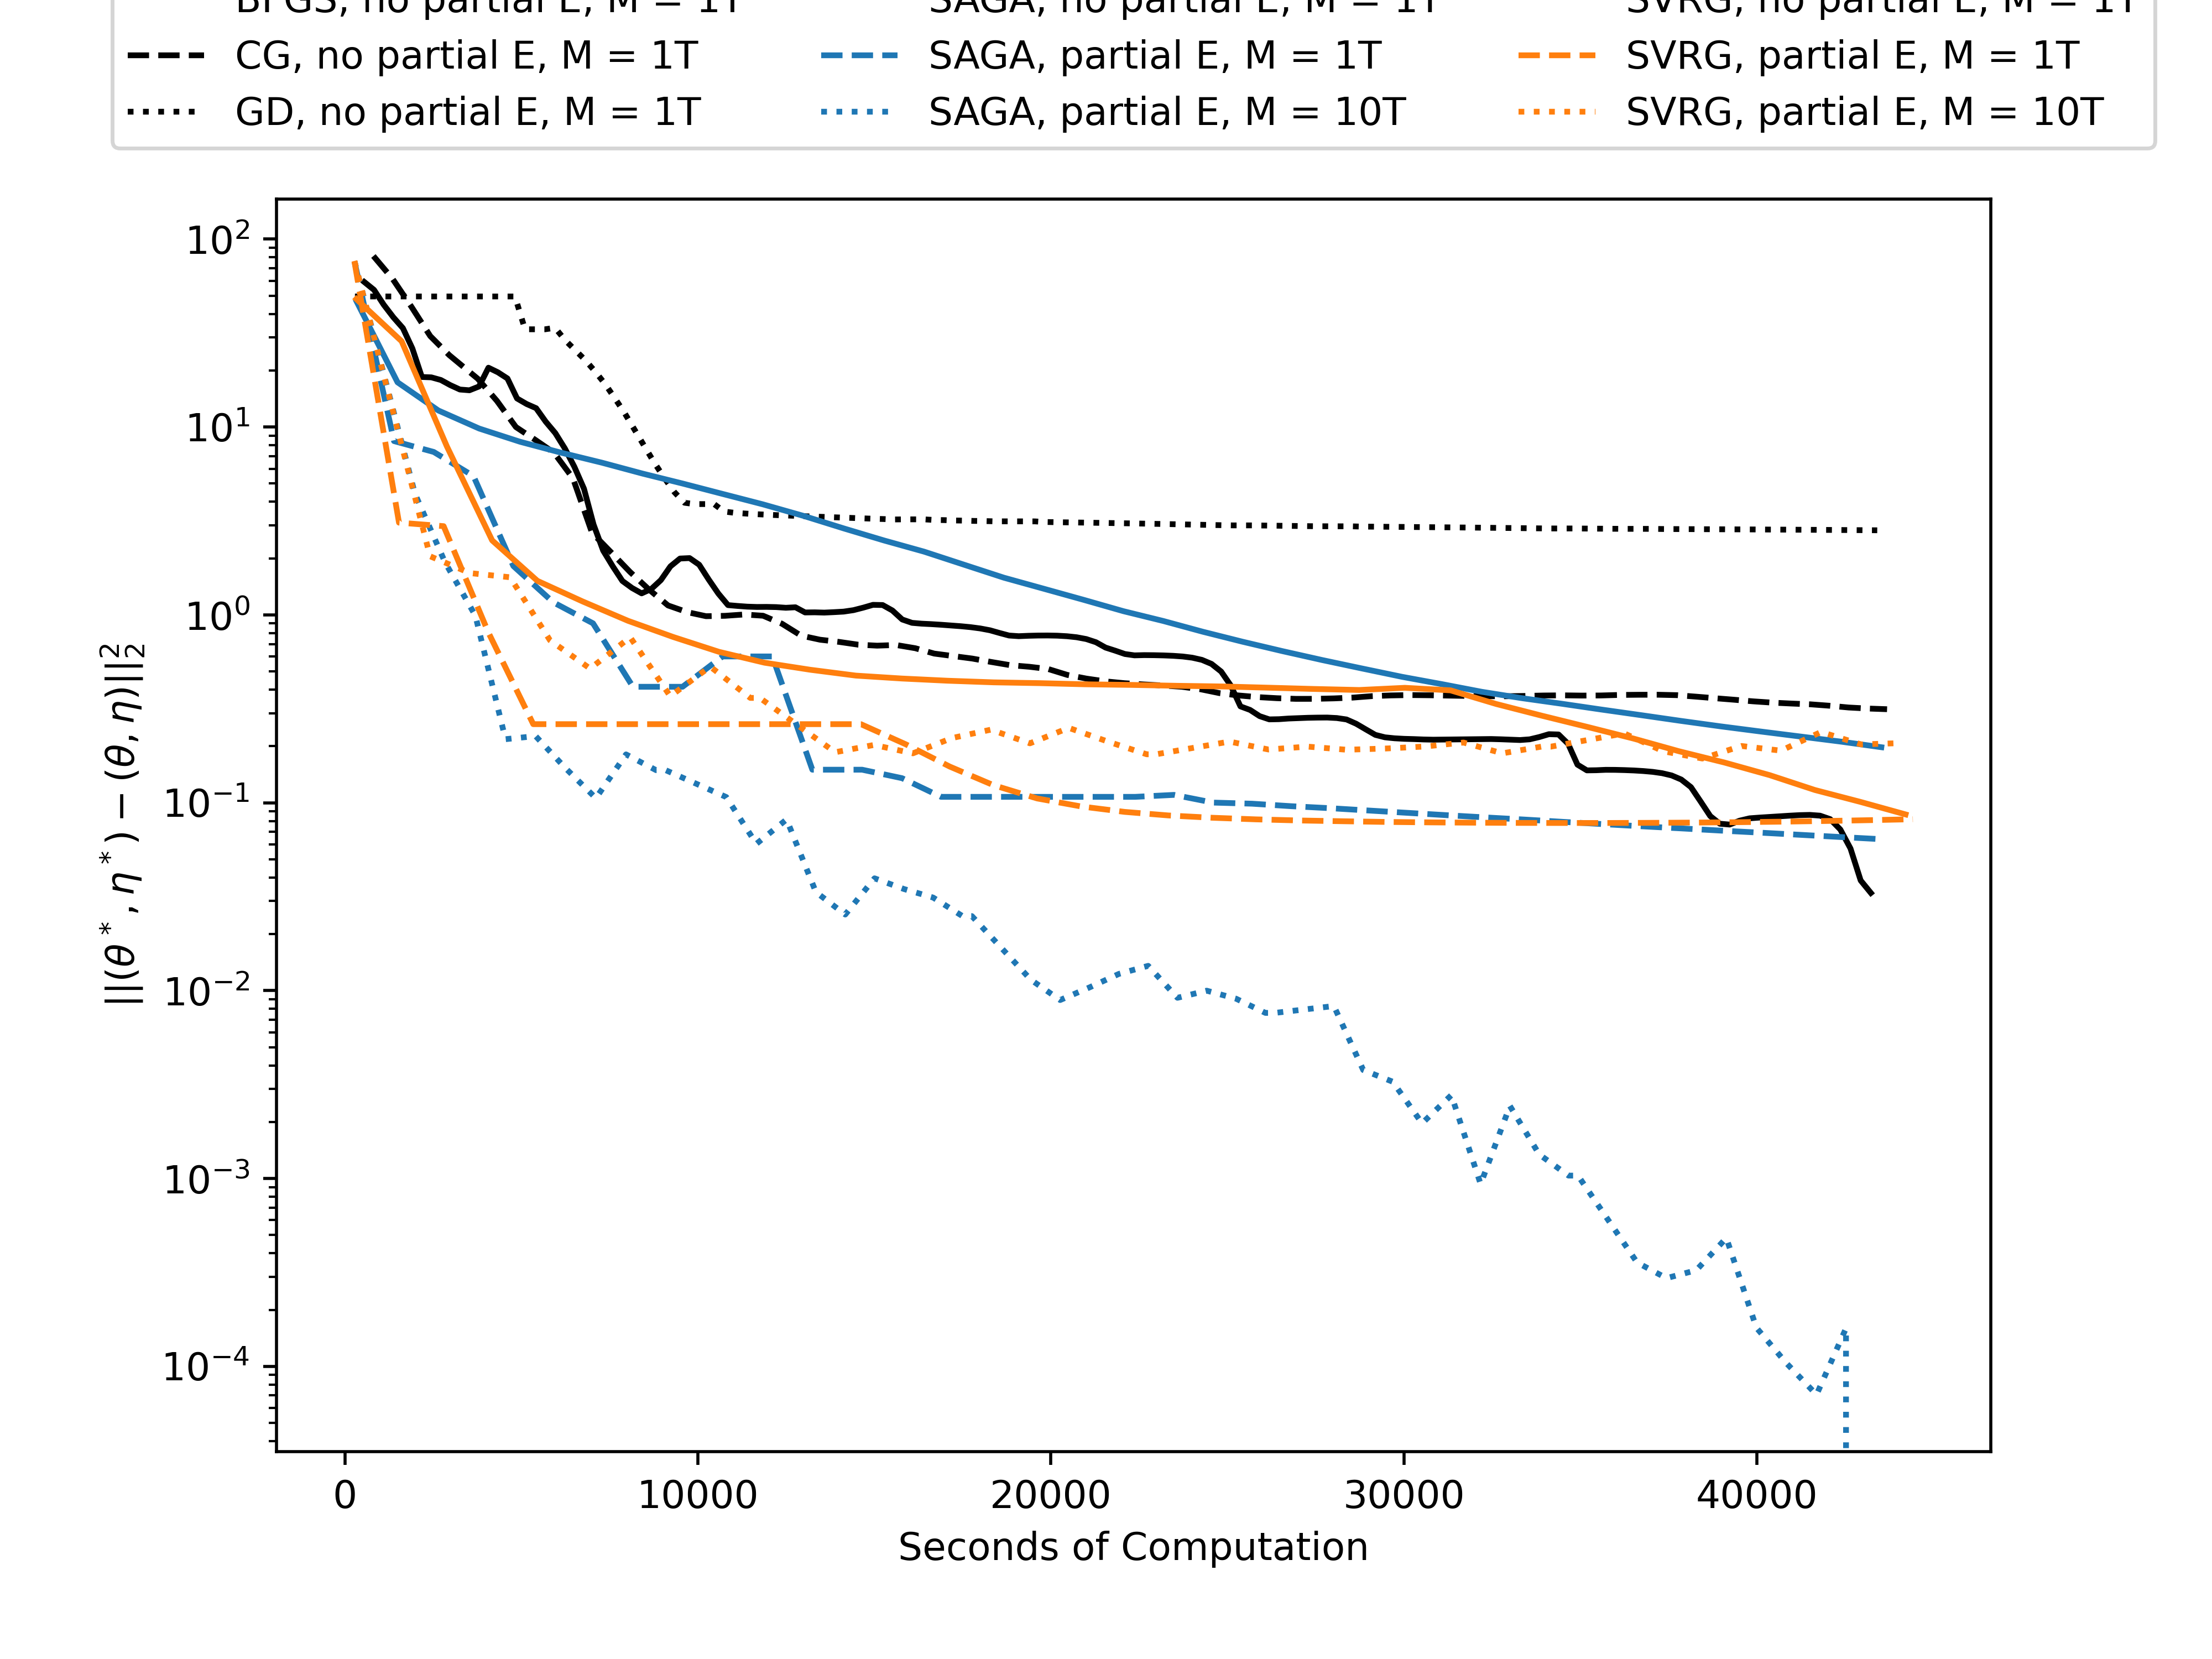 BFGS, no partial E, M = 1T SAGA, no partial E, M = 1T SVRG, no partial E, M = 1T
CG, no partial E, M = 1T SAGA, partial E, M = 1T SVRG, partial E, M = 1T
GD, no partial E, M = 1T SAGA, partial E, M = 10T SVRG, partial E, M = 10T
10²
10¹
10⁰
10⁻¹
10⁻²
10⁻³
10⁻⁴
||(θ*, η*) − (θ, η)||₂²
0 10000 20000 30000 40000
Seconds of Computation